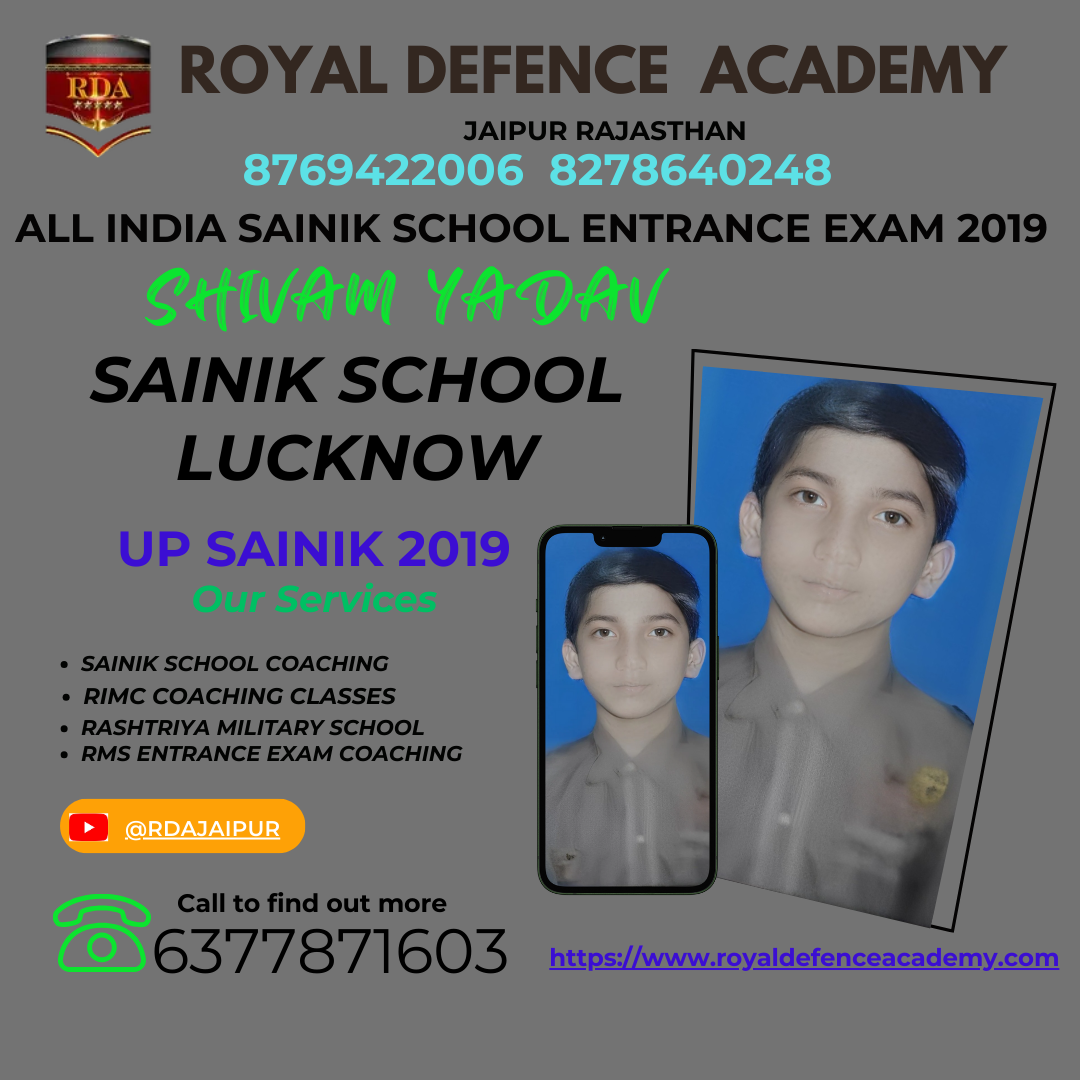 RDA
ROYAL DEFENCE ACADEMY
JAIPUR RAJASTHAN
8769422006 8278640248
ALL INDIA SAINIK SCHOOL ENTRANCE EXAM 2019
SHIVAM YADAV
SAINIK SCHOOL
LUCKNOW
UP SAINIK 2019
Our Services
• SAINIK SCHOOL COACHING
• RIMC COACHING CLASSES
• RASHTRIYA MILITARY SCHOOL
• RMS ENTRANCE EXAM COACHING
@RDAJAIPUR
Call to find out more
6377871603
https://www.royaldefenceacademy.com